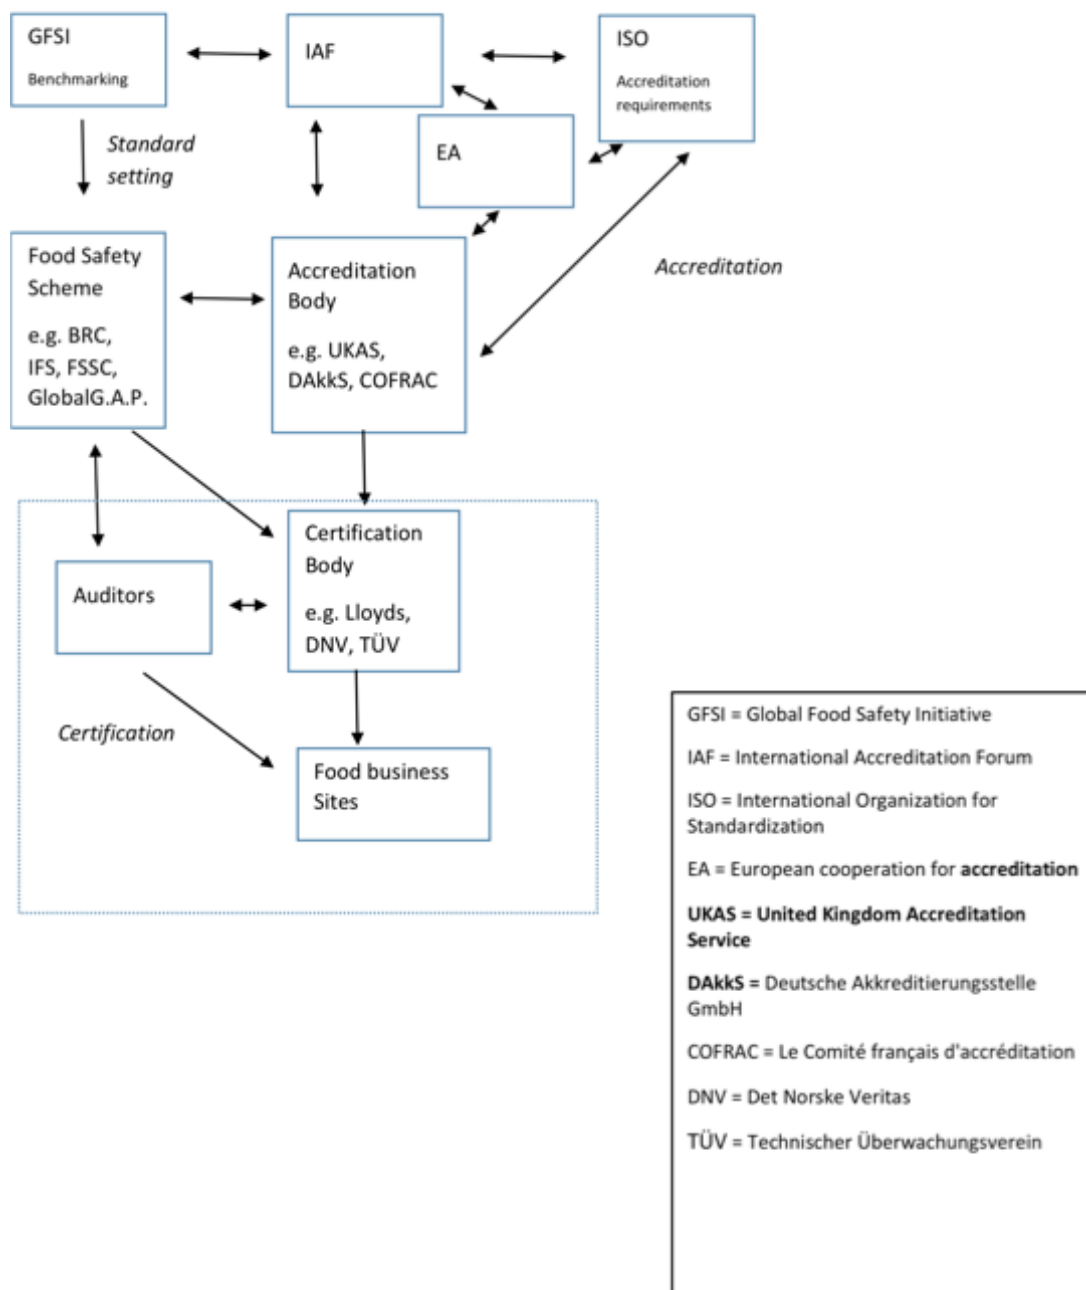 GFSI
Benchmarking
IAF
ISO
Accreditation
requirements
EA
Standard
setting
Food Safety
Scheme
e.g. BRC,
IFS, FSSC,
GlobalG.A.P.
Accreditation
Body
e.g. UKAS,
DAkkS, COFRAC
Accreditation
Certification
Body
e.g. Lloyds,
DNV, TÜV
Auditors
Certification
Food business
Sites
GFSI = Global Food Safety Initiative
IAF = International Accreditation Forum
ISO = International Organization for
Standardization
EA = European cooperation for accreditation
UKAS = United Kingdom Accreditation
Service
DAkkS = Deutsche Akkreditierungsstelle
GmbH
COFRAC = Le Comité français d'accréditation
DNV = Det Norske Veritas
TÜV = Technischer Überwachungsverein